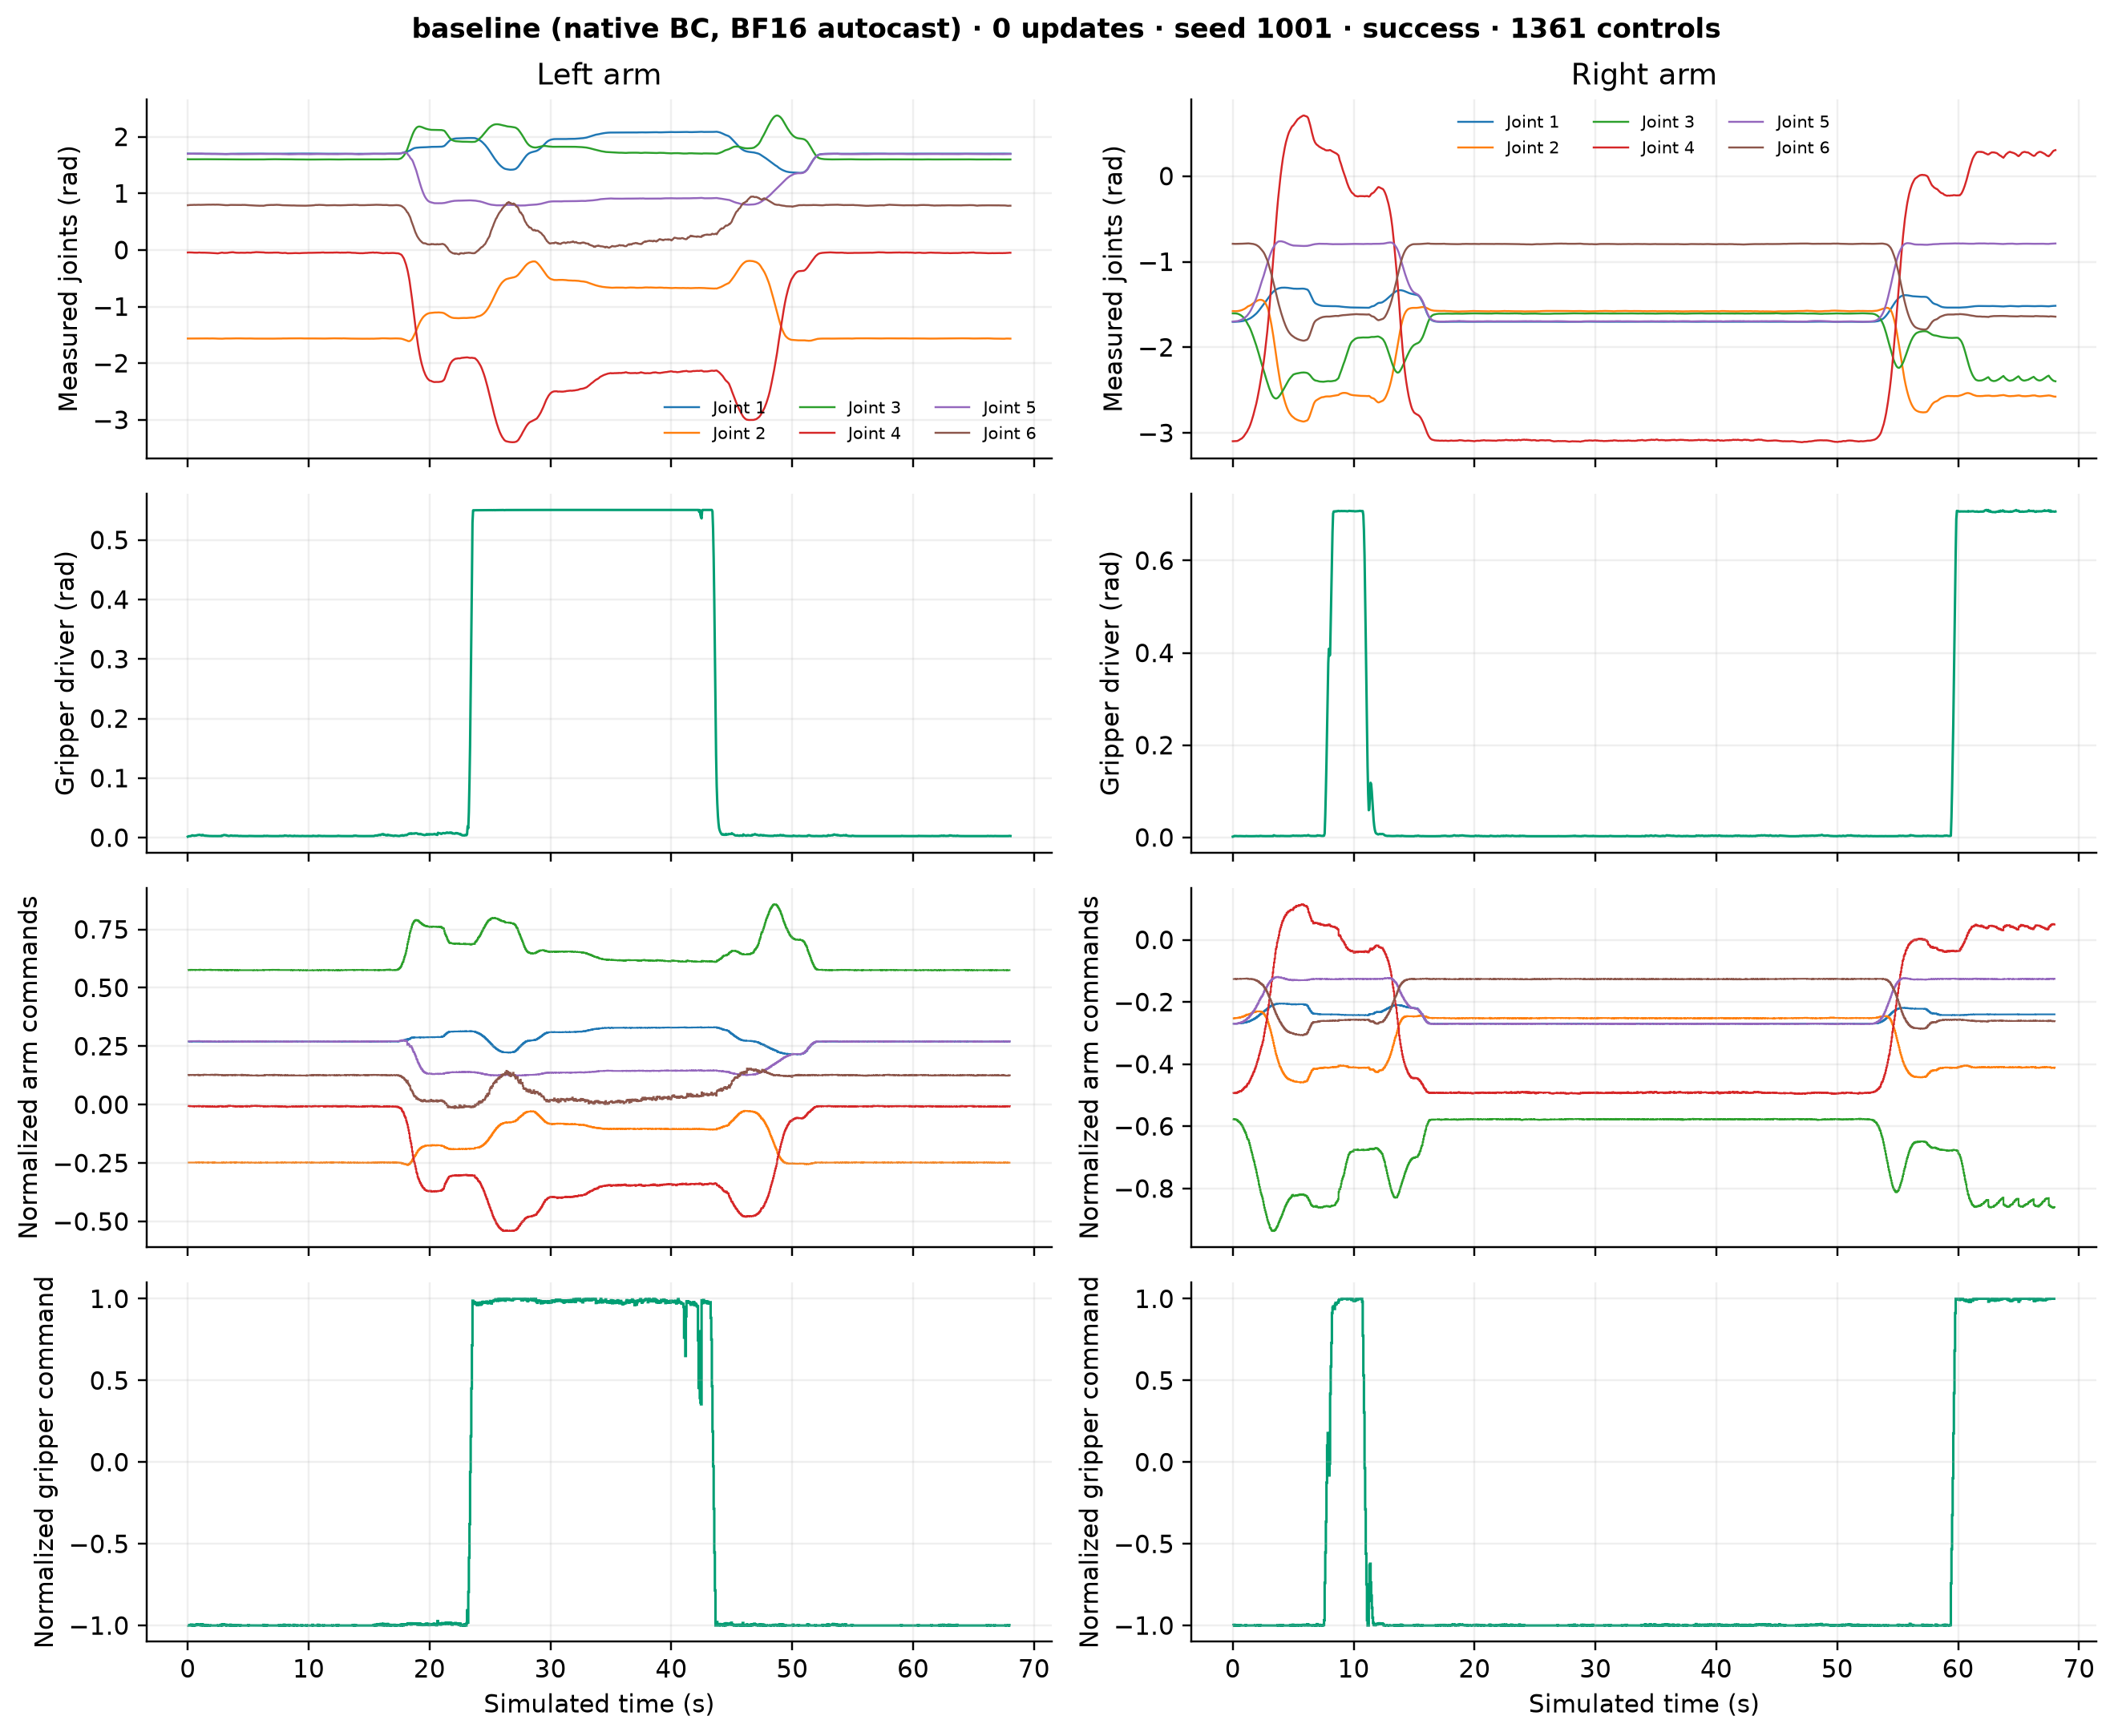 baseline (native BC, BF16 autocast) · 0 updates · seed 1001 · success · 1361 controls
Left arm
Right arm
Measured joints (rad)
2
1
0
−1
−2
−3
Joint 1
Joint 3
Joint 5
Joint 2
Joint 4
Joint 6
Measured joints (rad)
0
−1
−2
−3
Joint 1
Joint 3
Joint 5
Joint 2
Joint 4
Joint 6
Gripper driver (rad)
0.5
0.4
0.3
0.2
0.1
0.0
Gripper driver (rad)
0.6
0.4
0.2
0.0
Normalized arm commands
0.75
0.50
0.25
0.00
−0.25
−0.50
Normalized arm commands
0.0
−0.2
−0.4
−0.6
−0.8
Normalized gripper command
1.0
0.5
0.0
−0.5
−1.0
0 10 20 30 40 50 60 70
Simulated time (s)
Normalized gripper command
1.0
0.5
0.0
−0.5
−1.0
0 10 20 30 40 50 60 70
Simulated time (s)